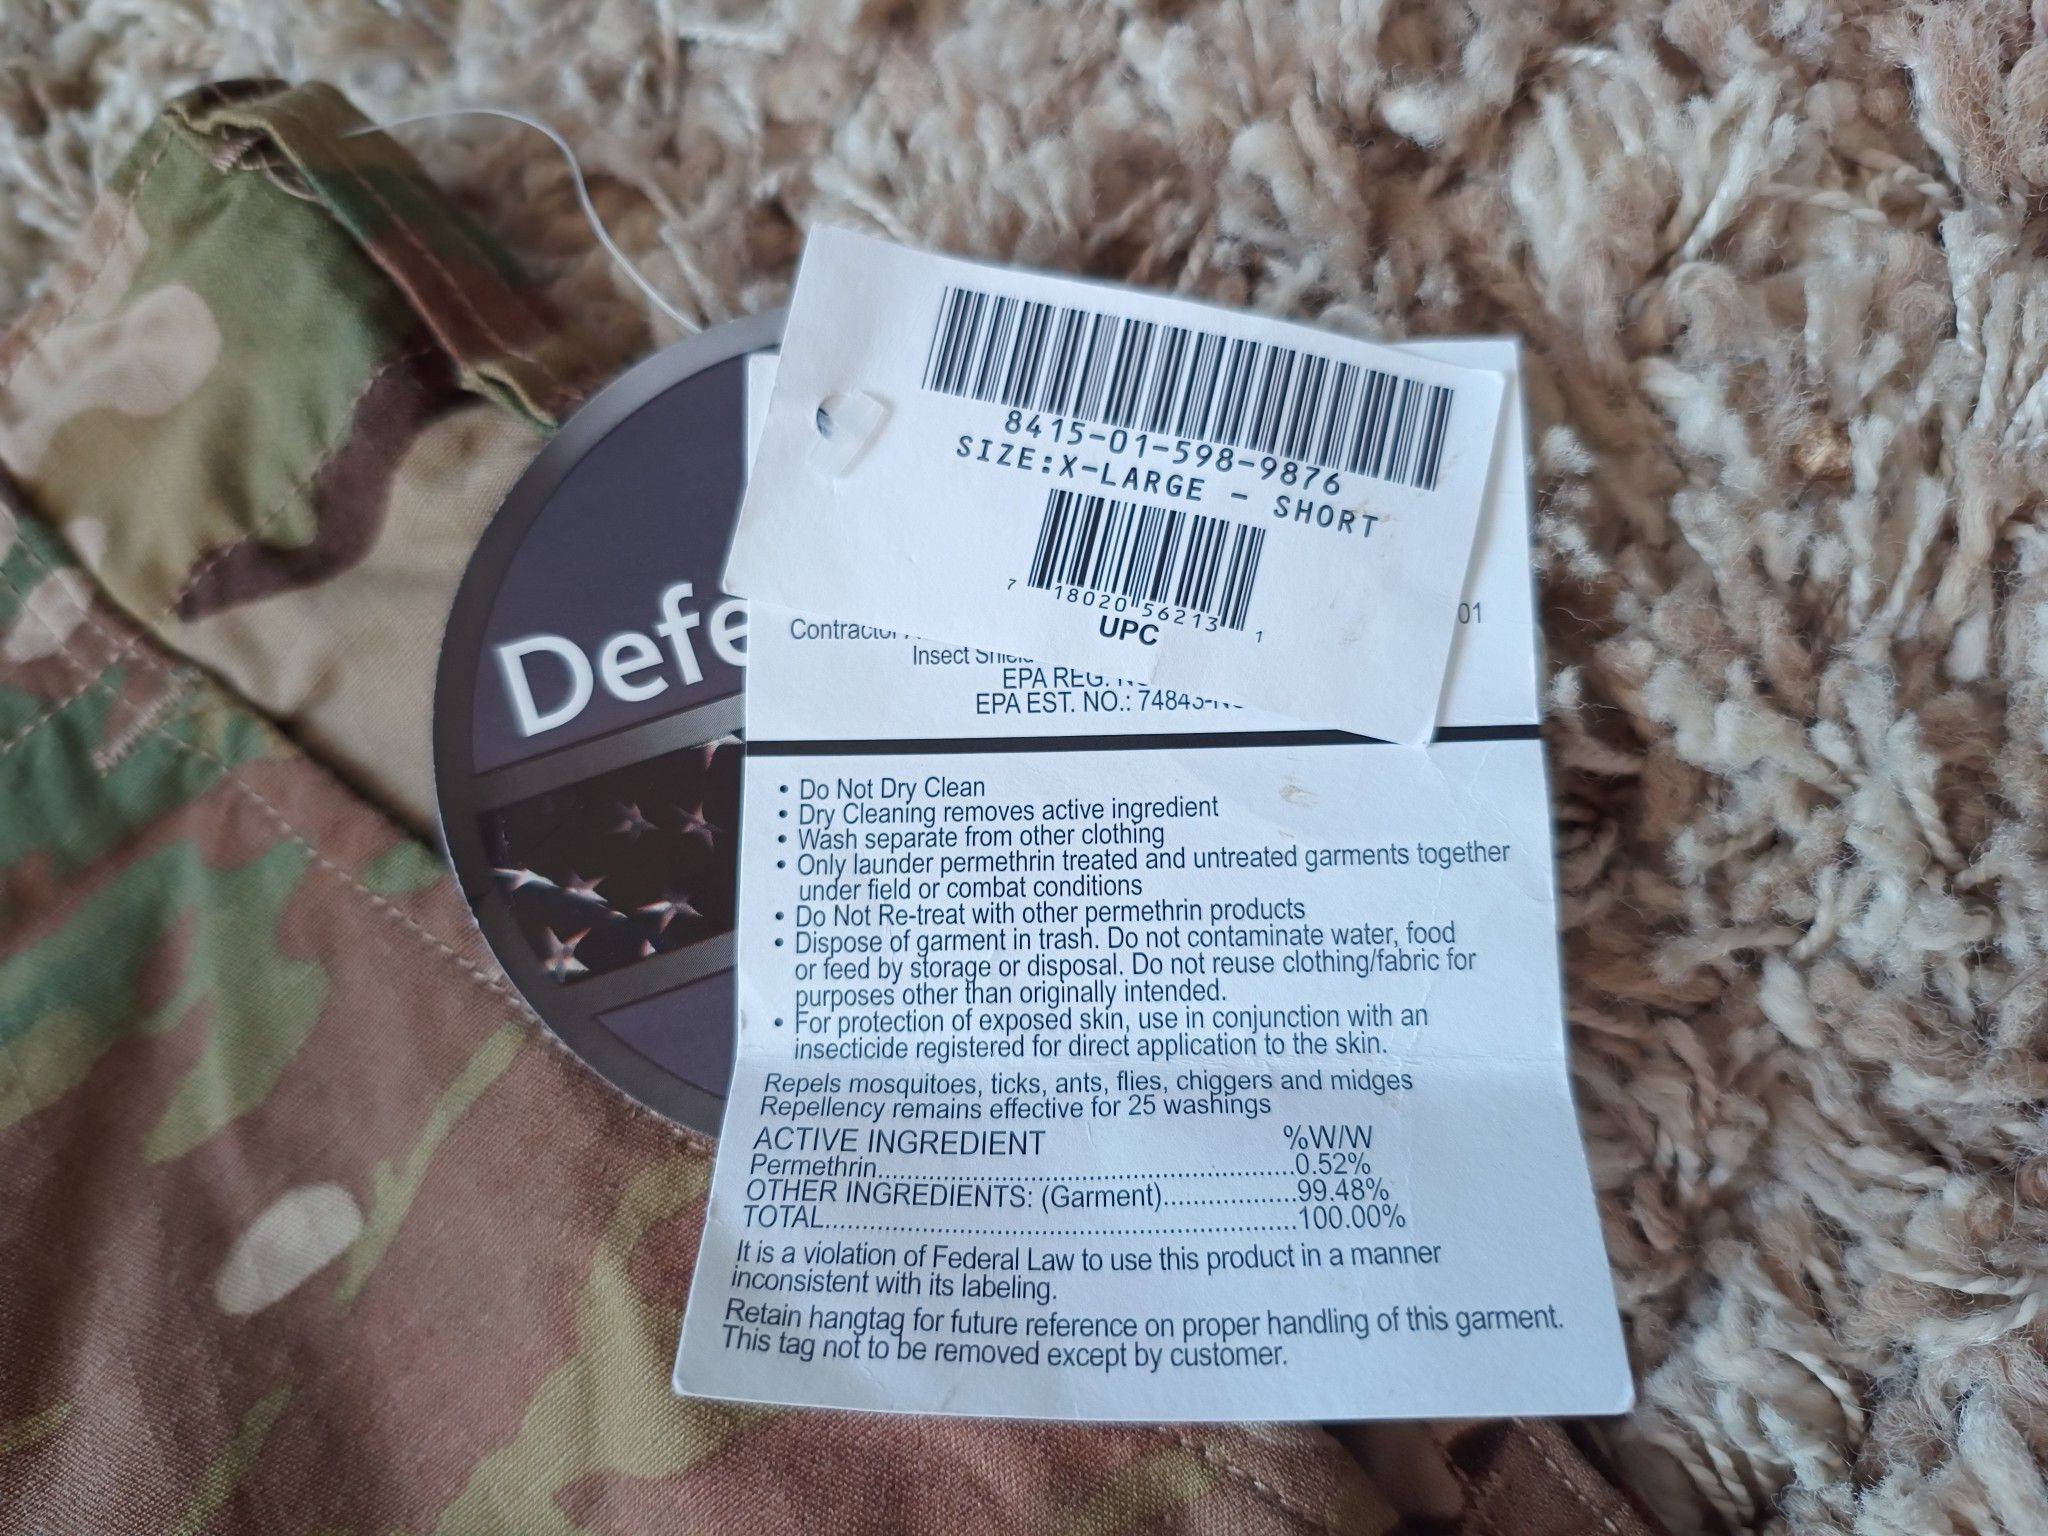 8415-01-598-9876
SIZE:X-LARGE - SHORT
7 18020 56213 1
UPC
Defe
01
Contractor
Insect Shield
EPA REG.
EPA EST. NO.: 74843-
• Do Not Dry Clean
• Dry Cleaning removes active ingredient
• Wash separate from other clothing
• Only launder permethrin treated and untreated garments together
under field or combat conditions
• Do Not Re-treat with other permethrin products
• Dispose of garment in trash. Do not contaminate water, food
or feed by storage or disposal. Do not reuse clothing/fabric for
purposes other than originally intended.
• For protection of exposed skin, use in conjunction with an
insecticide registered for direct application to the skin.
Repels mosquitoes, ticks, ants, flies, chiggers and midges
Repellency remains effective for 25 washings
ACTIVE INGREDIENT %W/W
Permethrin..........................................................0.52%
OTHER INGREDIENTS: (Garment)...................99.48%
TOTAL.................................................................100.00%
It is a violation of Federal Law to use this product in a manner
inconsistent with its labeling.
Retain hangtag for future reference on proper handling of this garment.
This tag not to be removed except by customer.